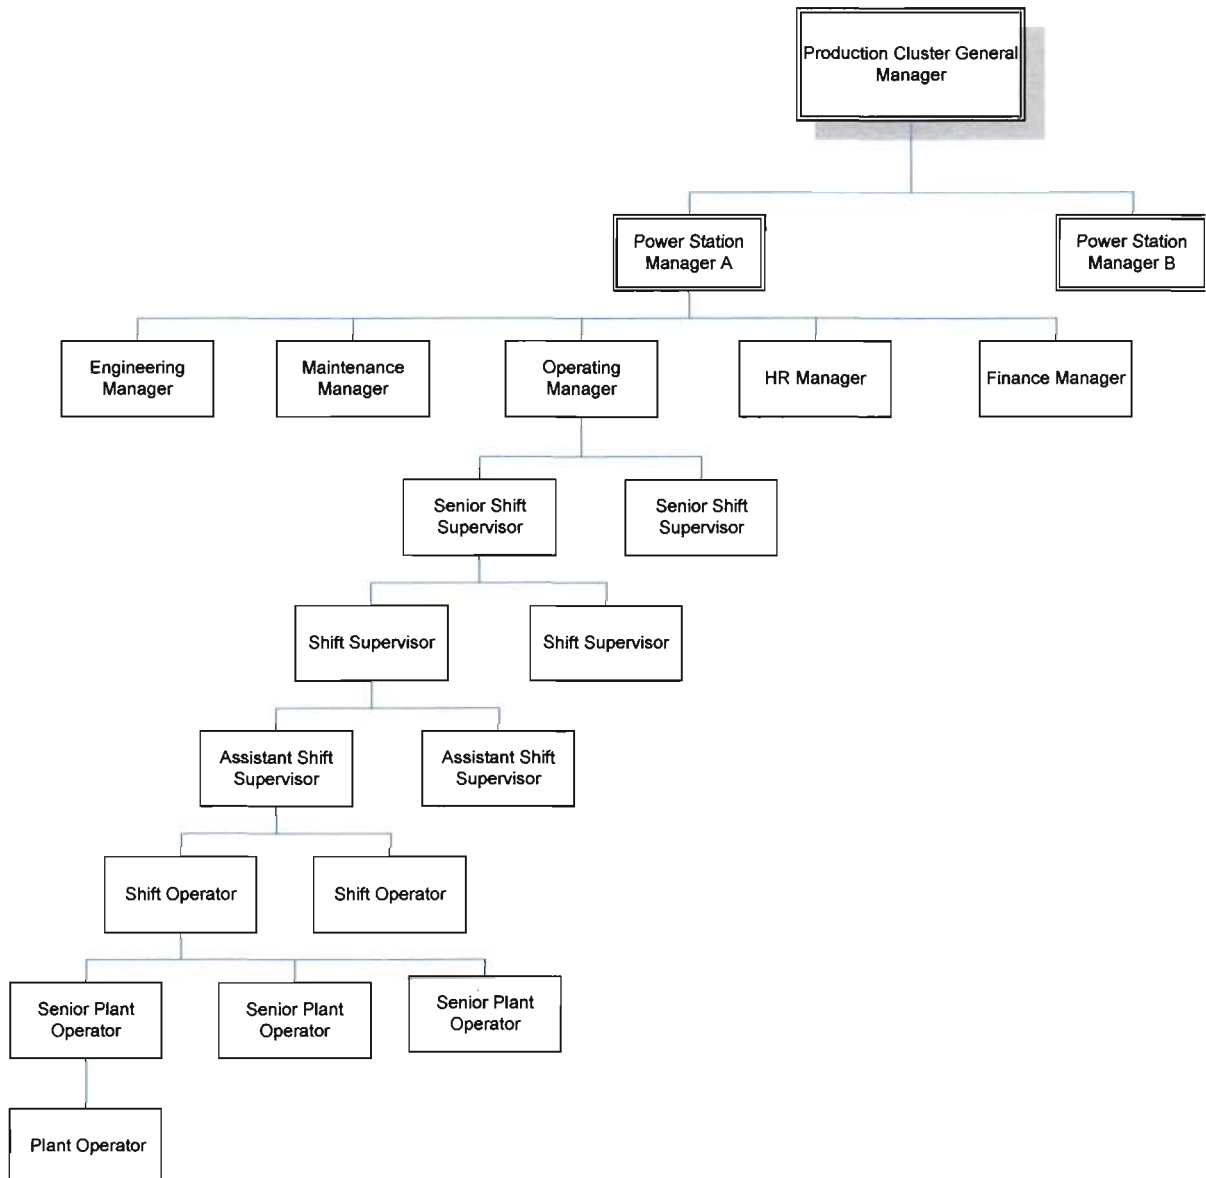 Production Cluster General
Manager
Power Station
Manager A
Power Station
Manager B
Engineering
Manager
Maintenance
Manager
Operating
Manager
HR Manager
Finance Manager
Senior Shift
Supervisor
Senior Shift
Supervisor
Shift Supervisor
Shift Supervisor
Assistant Shift
Supervisor
Assistant Shift
Supervisor
Shift Operator
Shift Operator
Senior Plant
Operator
Senior Plant
Operator
Senior Plant
Operator
Plant Operator